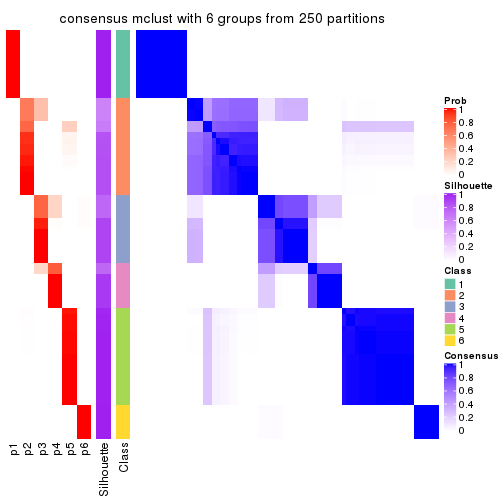 consensus mclust with 6 groups from 250 partitions
Prob
1
0.8
0.6
0.4
0.2
0
Silhouette
1
0.8
0.6
0.4
0.2
0
Class
1
2
3
4
5
6
Consensus
1
0.8
0.6
0.4
0.2
0
p1
p2
p3
p4
p5
p6
Silhouette
Class